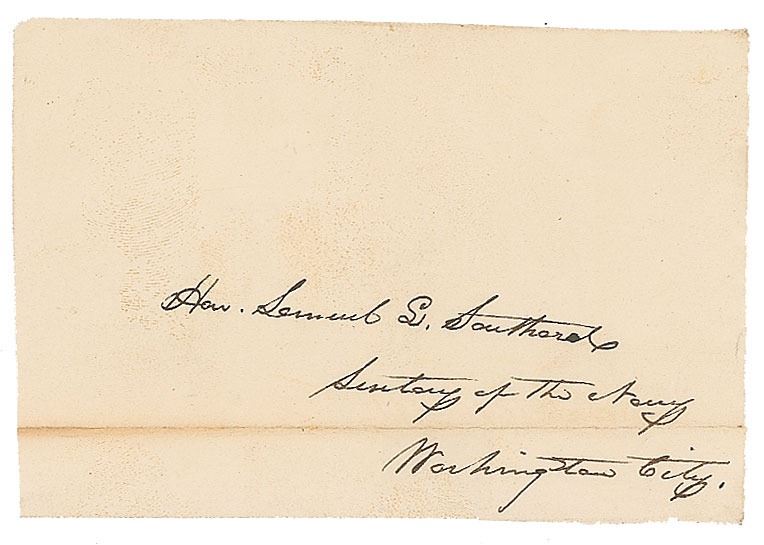 Hon. Samuel L. Southard
Secretary of the Navy
Washington City.